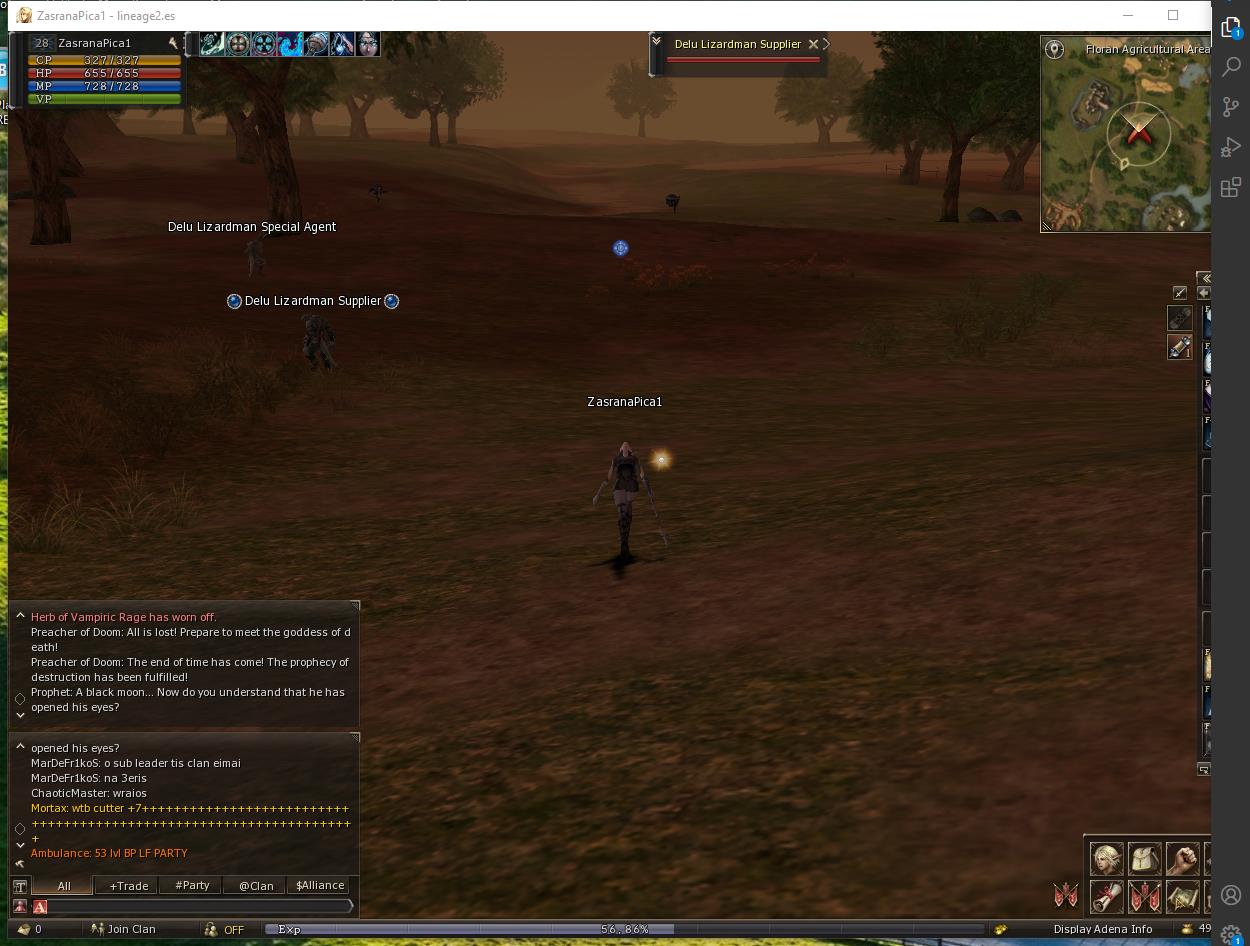 ZasranaPica1 - lineage2.es
28 ZasranaPica1
CP 327/327
HP 655/655
MP 728/728
VP
Delu Lizardman Supplier
Floran Agricultural Area
Delu Lizardman Special Agent
Delu Lizardman Supplier
ZasranaPica1
Herb of Vampiric Rage has worn off.
Preacher of Doom: All is lost! Prepare to meet the goddess of d
eath!
Preacher of Doom: The end of time has come! The prophecy of
destruction has been fulfilled!
Prophet: A black moon... Now do you understand that he has
opened his eyes?
opened his eyes?
MarDeFr1koS: o sub leader tis clan eimai
MarDeFr1koS: na 3eris
ChaoticMaster: wraios
Mortax: wtb cutter +7++++++++++++++++++++++++++
++++++++++++++++++++++++++++++++++++++++
+
Ambulance: 53 lvl BP LF PARTY
All +Trade #Party @Clan $Alliance
A
0 Join Clan OFF Exp 56.86% Display Adena Info 49
1
1
1